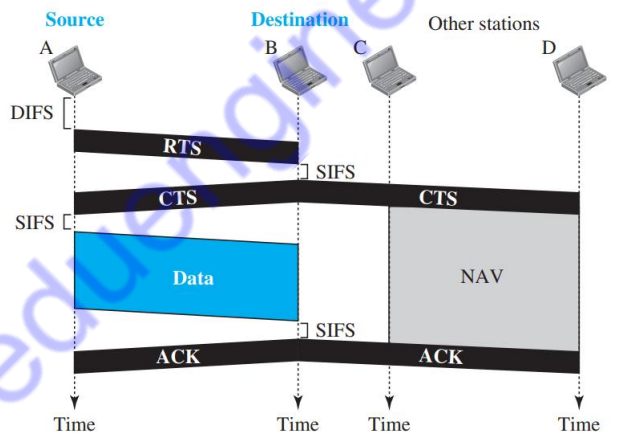 Source
Destination
Other stations
A
B
C
D
DIFS
RTS
SIFS
CTS
CTS
SIFS
Data
NAV
SIFS
ACK
ACK
Time
Time
Time
Time